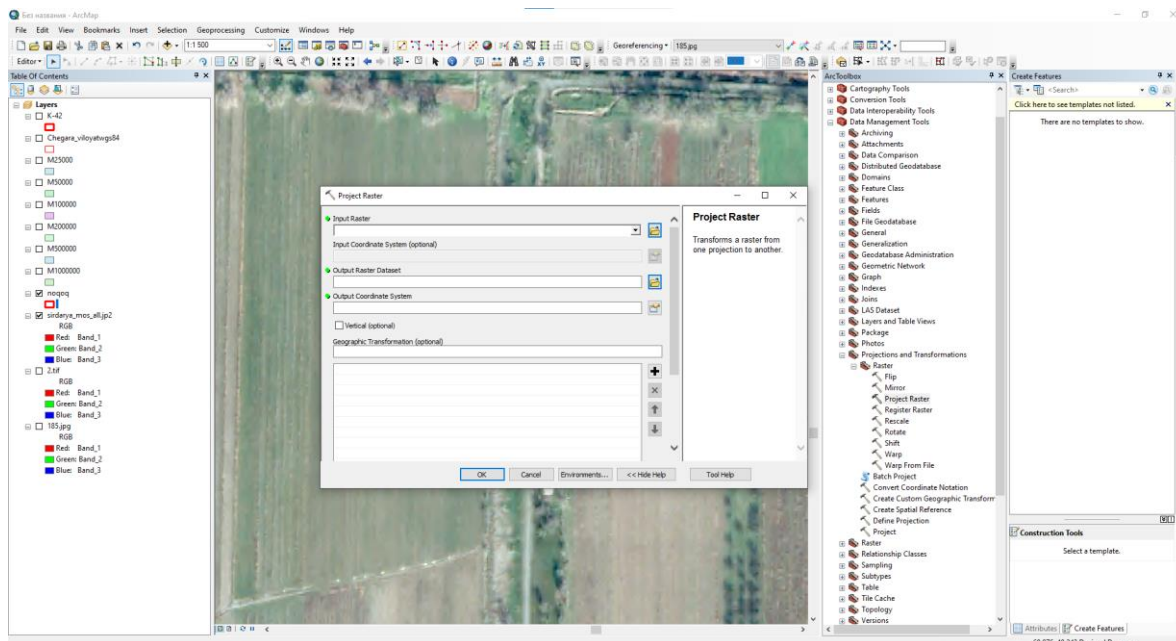 Без названия - ArcMap
File Edit View Bookmarks Insert Selection Geoprocessing Customize Windows Help
1:1 500
Georeferencing 185.jpg
Editor
Table Of Contents
Layers
K-42
Chegara_viloyatwgs84
M25000
M50000
M100000
M200000
M500000
M1000000
noqoq
sirdarya_mos_all.jp2
RGB
Red: Band_1
Green: Band_2
Blue: Band_3
2.tif
RGB
Red: Band_1
Green: Band_2
Blue: Band_3
185.jpg
RGB
Red: Band_1
Green: Band_2
Blue: Band_3
Project Raster
Input Raster
Input Coordinate System (optional)
Output Raster Dataset
Output Coordinate System
Vertical (optional)
Geographic Transformation (optional)
OK Cancel Environments... << Hide Help Tool Help
Project Raster
Transforms a raster from
one projection to another.
ArcToolbox
Cartography Tools
Conversion Tools
Data Interoperability Tools
Data Management Tools
Archiving
Attachments
Data Comparison
Distributed Geodatabase
Domains
Feature Class
Features
Fields
File Geodatabase
General
Generalization
Geodatabase Administration
Geometric Network
Graph
Indexes
Joins
LAS Dataset
Layers and Table Views
Package
Photos
Projections and Transformations
Raster
Flip
Mirror
Project Raster
Register Raster
Rescale
Rotate
Shift
Warp
Warp From File
Batch Project
Convert Coordinate Notation
Create Custom Geographic Transform
Create Spatial Reference
Define Projection
Project
Raster
Relationship Classes
Sampling
Subtypes
Table
Tile Cache
Topology
Versions
Create Features
<Search>
Click here to see templates not listed.
There are no templates to show.
Construction Tools
Select a template.
Attributes Create Features